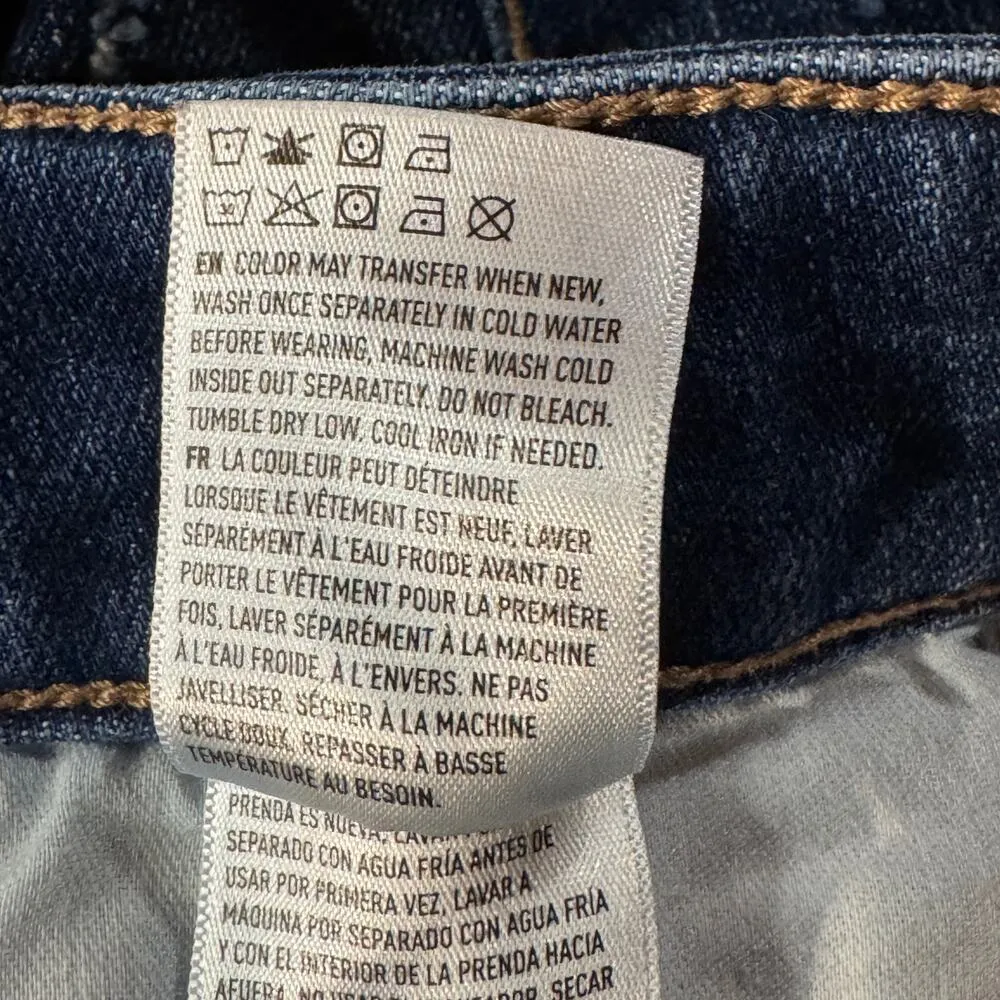 30
EN COLOR MAY TRANSFER WHEN NEW,
WASH ONCE SEPARATELY IN COLD WATER
BEFORE WEARING, MACHINE WASH COLD
INSIDE OUT SEPARATELY. DO NOT BLEACH.
TUMBLE DRY LOW. COOL IRON IF NEEDED.
FR LA COULEUR PEUT DÉTEINDRE
LORSQUE LE VÊTEMENT EST NEUF, LAVER
SÉPAREMENT À L'EAU FROIDE AVANT DE
PORTER LE VÊTEMENT POUR LA PREMIÈRE
FOIS, LAVER SÉPARÉMENT À LA MACHINE
À L'EAU FROIDE, À L'ENVERS. NE PAS
JAVELLISER. SÉCHER À LA MACHINE
CYCLE DOUX. REPASSER À BASSE
TEMPÉRATURE AU BESOIN.
PRENDA ES NUEVA,
SEPARADO CON AGUA FRÍA ANTES DE
USAR POR PRIMERA VEZ, LAVAR A
MÁQUINA POR SEPARADO CON AGUA FRÍA
Y CON EL INTERIOR DE LA PRENDA HACIA
AFUERA. NO SECAR